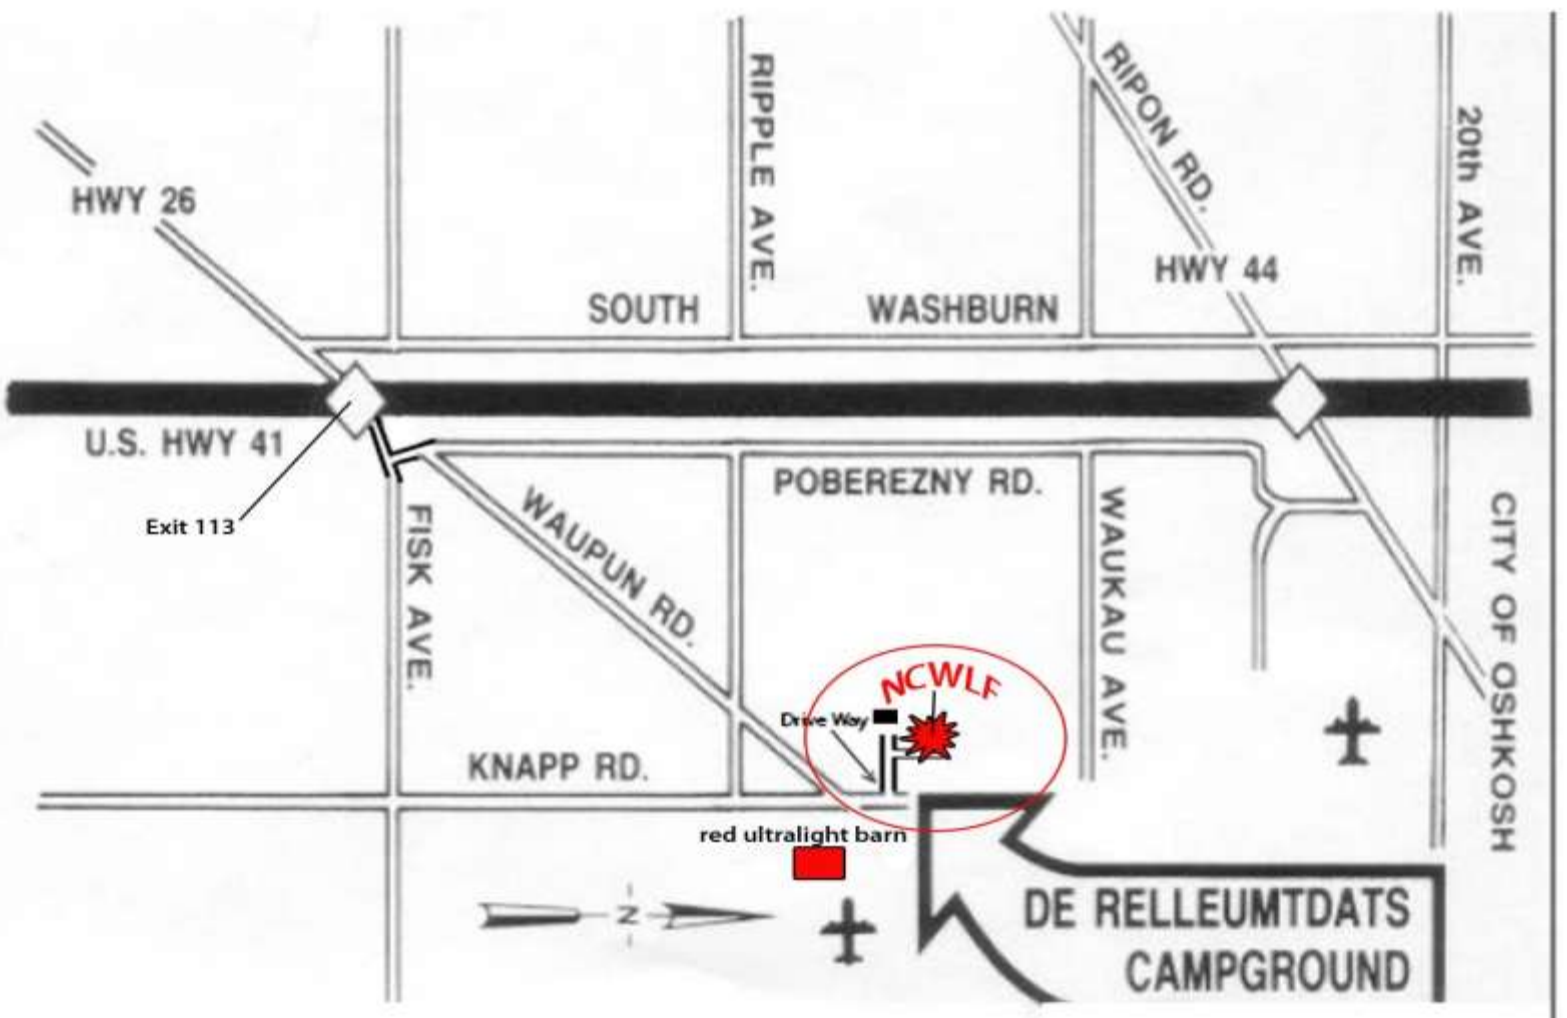 HWY 26
RIPPLE AVE.
RIPON RD.
20th AVE.
HWY 44
SOUTH WASHBURN
U.S. HWY 41
Exit 113
POBEREZNY RD.
FISK AVE.
WAUPUN RD.
WAUKAU AVE.
CITY OF OSHKOSH
NCWLF
Drive Way
KNAPP RD.
red ultralight barn
N
DE RELLEUMTDATS
CAMPGROUND